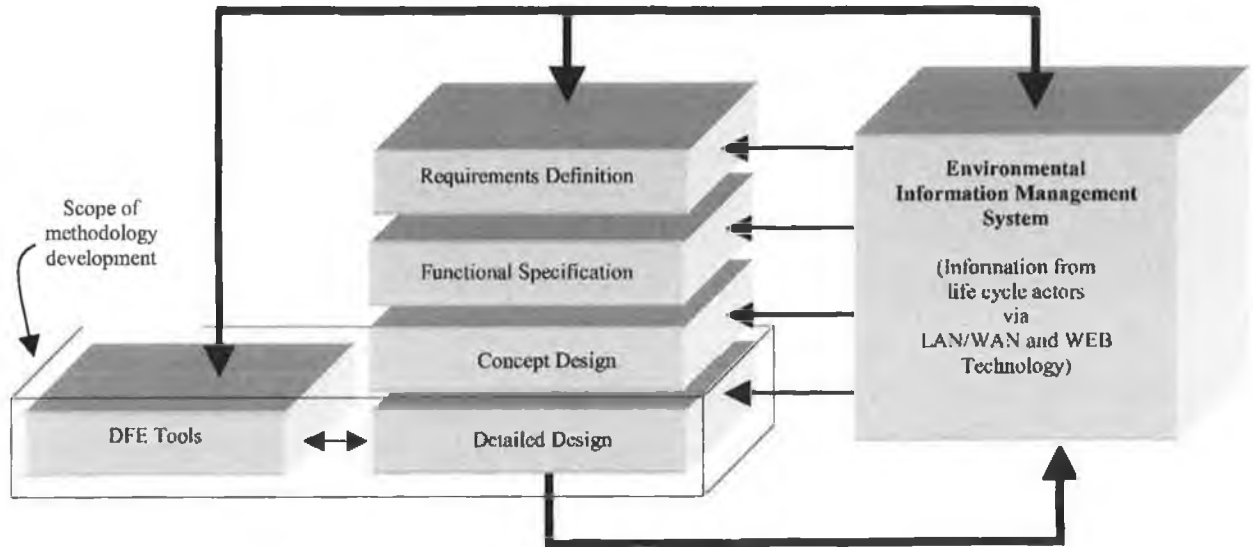 Requirements Definition
Environmental
Information Management
System
Scope of
methodology
development
Functional Specification
(Information from
life cycle actors
via
LAN/WAN and WEB
Technology)
Concept Design
DFE Tools
Detailed Design